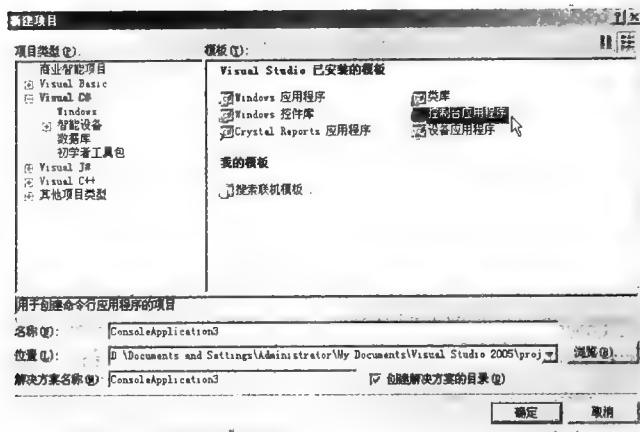 新建项目
项目类型(P):
商业智能项目
Visual Basic
Visual C#
Windows
智能设备
数据库
初学者工具包
Visual J#
Visual C++
其他项目类型
模板(T):
Visual Studio 已安装的模板
Windows 应用程序
类库
Windows 控件库
控制台应用程序
Crystal Reports 应用程序
设备应用程序
我的模板
搜索联机模板
用于创建命令行应用程序的项目
名称(N):
ConsoleApplication3
位置(L):
D \Documents and Settings\Administrator\My Documents\Visual Studio 2005\proj
浏览(B)
解决方案名称(M)
ConsoleApplication3
创建解决方案的目录(D)
确定
取消